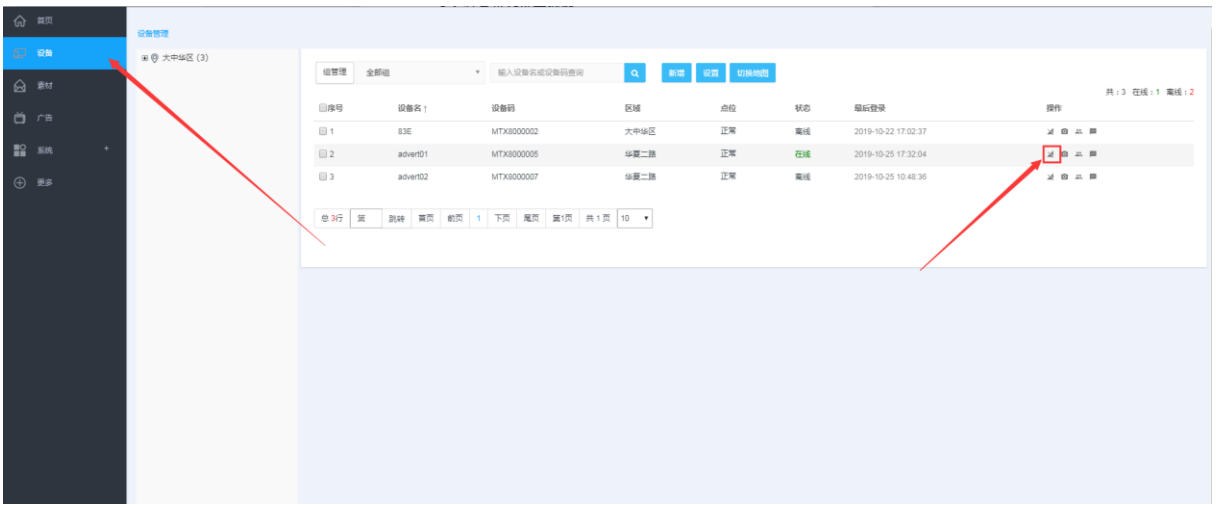 首页
设备
素材
广告
系统 +
更多
设备管理
大中华区 (3)
组管理 全部组 输入设备名或设备码查询 新增 设置 切换地图
共:3 在线:1 离线:2
序号 设备名↑ 设备码 区域 点位 状态 最后登录 操作
1 83E MTX8000002 大中华区 正常 离线 2019-10-22 17:02:37
2 advert01 MTX8000005 华夏二路 正常 在线 2019-10-25 17:32:04
3 advert02 MTX8000007 华夏二路 正常 离线 2019-10-25 10:48:36
总 3行 第 跳转 首页 前页 1 下页 尾页 第1页 共 1 页 10